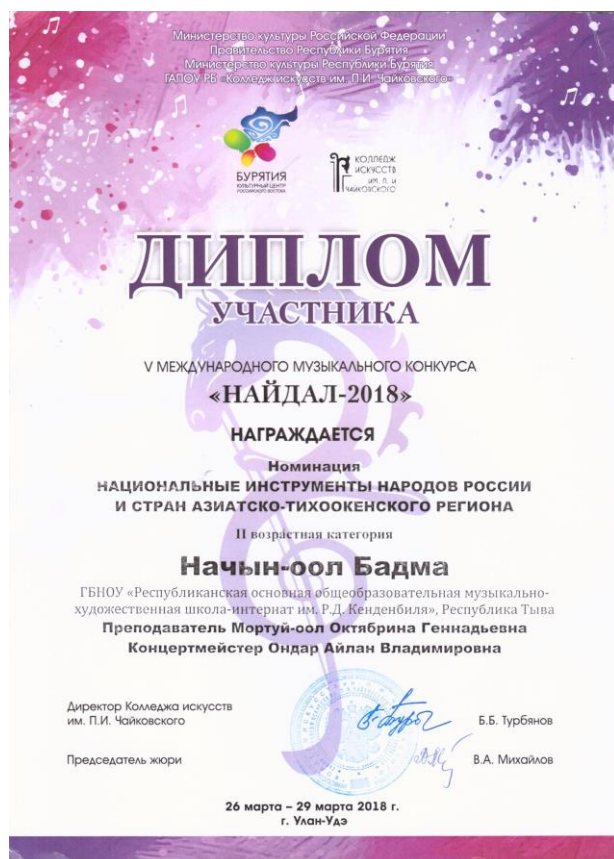 Министерство культуры Российской Федерации
Правительство Республики Бурятия
Министерство культуры Республики Бурятия
ГАПОУ РБ «Колледж искусств им. П.И. Чайковского»
БУРЯТИЯ
КУЛЬТУРНЫЙ ЦЕНТР
РОССИЙСКОГО ВОСТОКА
КОЛЛЕДЖ
ИСКУССТВ
ИМ. П. И
ЧАЙКОВСКОГО
ДИПЛОМ
УЧАСТНИКА
V МЕЖДУНАРОДНОГО МУЗЫКАЛЬНОГО КОНКУРСА
«НАЙДАЛ-2018»
НАГРАЖДАЕТСЯ
Номинация
НАЦИОНАЛЬНЫЕ ИНСТРУМЕНТЫ НАРОДОВ РОССИИ
И СТРАН АЗИАТСКО-ТИХООКЕНСКОГО РЕГИОНА
II возрастная категория
Начын-оол Бадма
ГБНОУ «Республиканская основная общеобразовательная музыкально-
художественная школа-интернат им. Р.Д. Кенденбиля», Республика Тыва
Преподаватель Мортуй-оол Октябрина Геннадьевна
Концертмейстер Ондар Айлан Владимировна
Директор Колледжа искусств
им. П.И. Чайковского
Б.Б. Турбянов
Председатель жюри
В.А. Михайлов
26 марта – 29 марта 2018 г.
г. Улан-Удэ